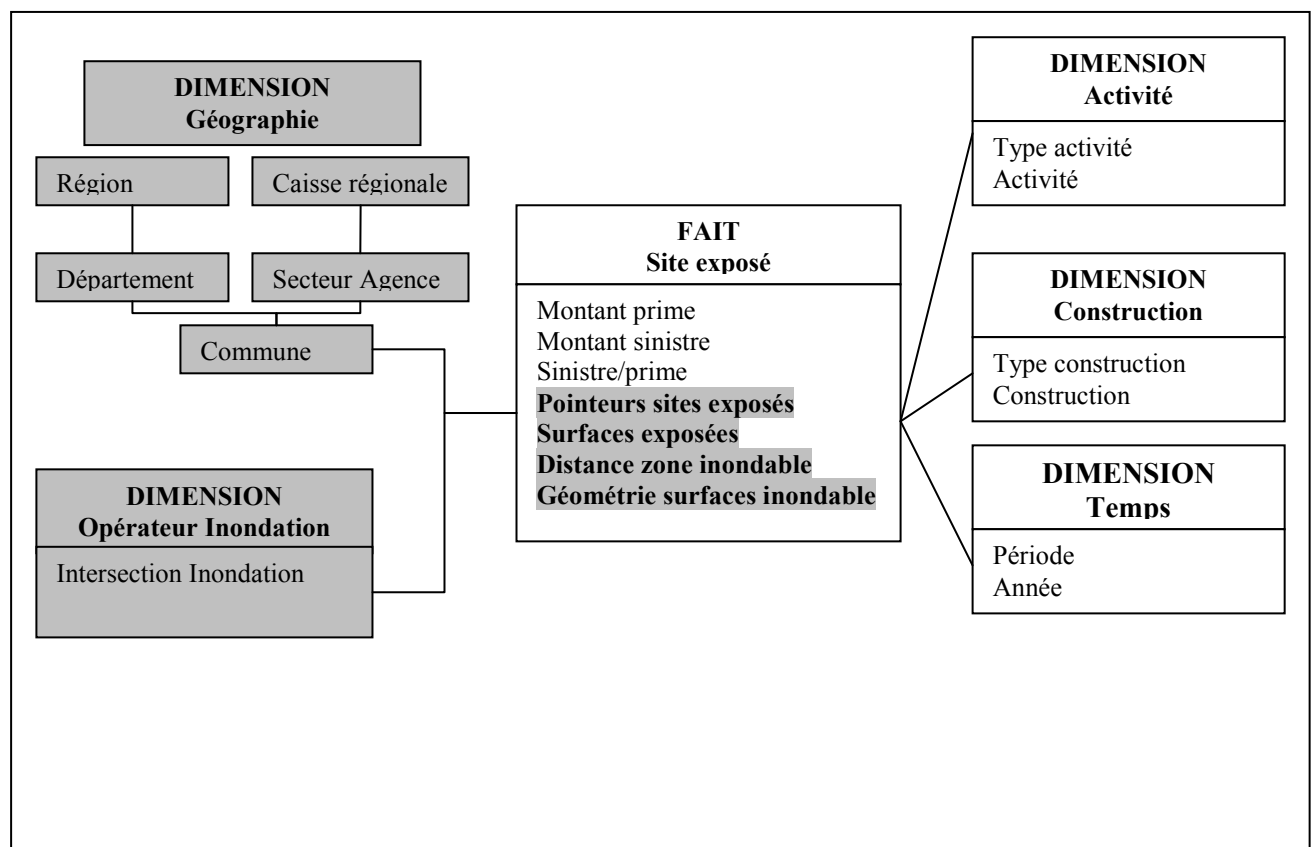 DIMENSION
Géographie
Région
Caisse régionale
Département
Secteur Agence
Commune
DIMENSION
Opérateur Inondation
Intersection Inondation
FAIT
Site exposé
Montant prime
Montant sinistre
Sinistre/prime
Pointeurs sites exposés
Surfaces exposées
Distance zone inondable
Géométrie surfaces inondable
DIMENSION
Activité
Type activité
Activité
DIMENSION
Construction
Type construction
Construction
DIMENSION
Temps
Période
Année